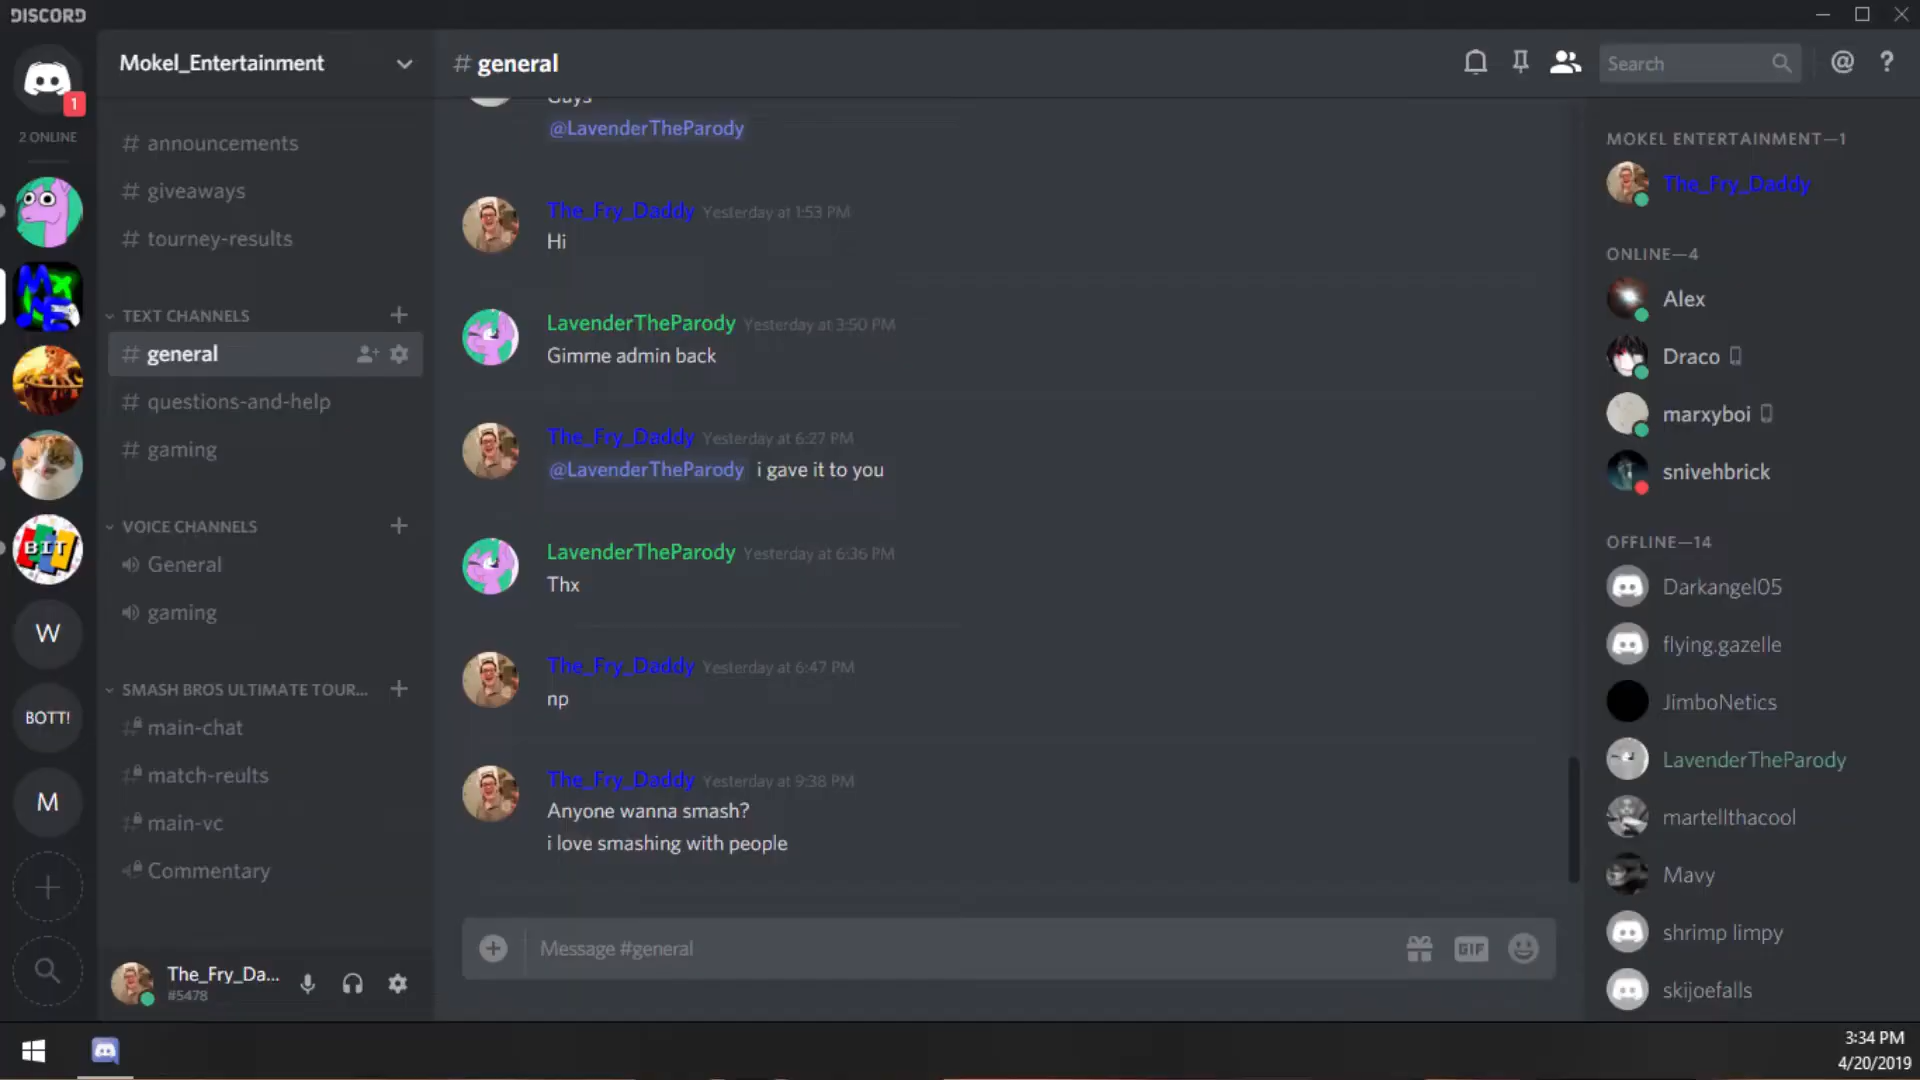 DISCORD
1
2 ONLINE
BIT
W
BOTT!
M
Mokel_Entertainment
# announcements
# giveaways
# tourney-results
TEXT CHANNELS
# general
# questions-and-help
# gaming
VOICE CHANNELS
General
gaming
SMASH BROS ULTIMATE TOUR...
main-chat
match-reults
main-vc
Commentary
The_Fry_Da...
#5478
# general
Search
@ ?
Guys
@LavenderTheParody
The_Fry_Daddy Yesterday at 1:53 PM
Hi
LavenderTheParody Yesterday at 3:50 PM
Gimme admin back
The_Fry_Daddy Yesterday at 6:27 PM
@LavenderTheParody i gave it to you
LavenderTheParody Yesterday at 6:36 PM
Thx
The_Fry_Daddy Yesterday at 6:47 PM
np
The_Fry_Daddy Yesterday at 9:38 PM
Anyone wanna smash?
i love smashing with people
Message #general
GIF
MOKEL ENTERTAINMENT—1
The_Fry_Daddy
ONLINE—4
Alex
Draco
marxyboi
snivehbrick
OFFLINE—14
Darkangel05
flying.gazelle
JimboNetics
LavenderTheParody
martellthacool
Mavy
shrimp limpy
skijoefalls
3:34 PM
4/20/2019